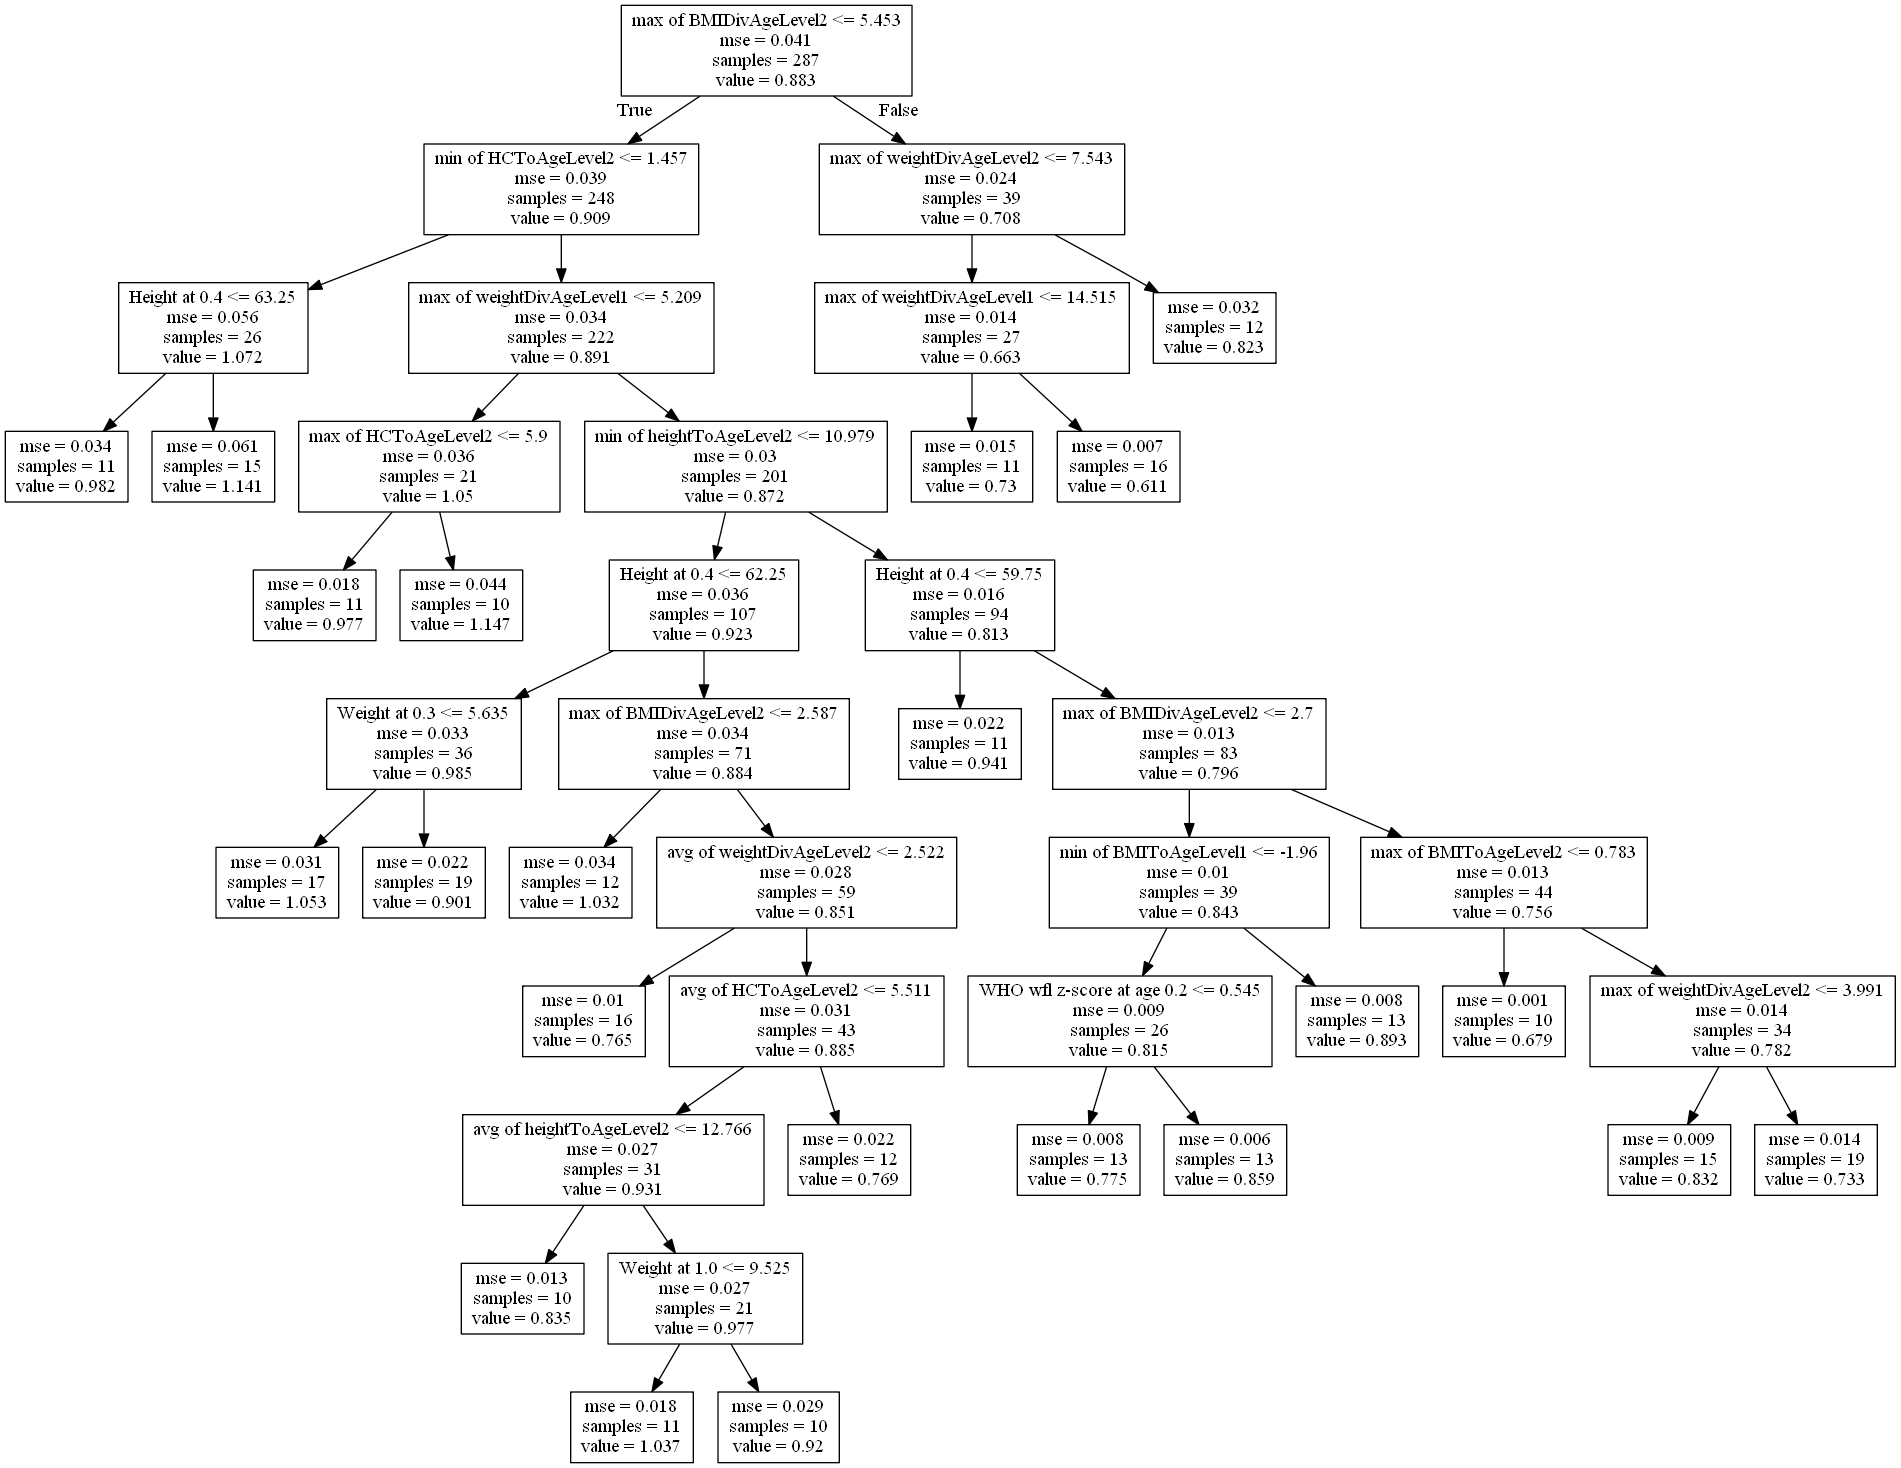 max of BMIDivAgeLevel2 <= 5.453
mse = 0.041
samples = 287
value = 0.883
True
False
min of HCToAgeLevel2 <= 1.457
mse = 0.039
samples = 248
value = 0.909
max of weightDivAgeLevel2 <= 7.543
mse = 0.024
samples = 39
value = 0.708
Height at 0.4 <= 63.25
mse = 0.056
samples = 26
value = 1.072
max of weightDivAgeLevel1 <= 5.209
mse = 0.034
samples = 222
value = 0.891
max of weightDivAgeLevel1 <= 14.515
mse = 0.014
samples = 27
value = 0.663
mse = 0.032
samples = 12
value = 0.823
mse = 0.034
samples = 11
value = 0.982
mse = 0.061
samples = 15
value = 1.141
max of HCToAgeLevel2 <= 5.9
mse = 0.036
samples = 21
value = 1.05
min of heightToAgeLevel2 <= 10.979
mse = 0.03
samples = 201
value = 0.872
mse = 0.015
samples = 11
value = 0.73
mse = 0.007
samples = 16
value = 0.611
mse = 0.018
samples = 11
value = 0.977
mse = 0.044
samples = 10
value = 1.147
Height at 0.4 <= 62.25
mse = 0.036
samples = 107
value = 0.923
Height at 0.4 <= 59.75
mse = 0.016
samples = 94
value = 0.813
Weight at 0.3 <= 5.635
mse = 0.033
samples = 36
value = 0.985
max of BMIDivAgeLevel2 <= 2.587
mse = 0.034
samples = 71
value = 0.884
mse = 0.022
samples = 11
value = 0.941
max of BMIDivAgeLevel2 <= 2.7
mse = 0.013
samples = 83
value = 0.796
mse = 0.031
samples = 17
value = 1.053
mse = 0.022
samples = 19
value = 0.901
mse = 0.034
samples = 12
value = 1.032
avg of weightDivAgeLevel2 <= 2.522
mse = 0.028
samples = 59
value = 0.851
min of BMIToAgeLevel1 <= -1.96
mse = 0.01
samples = 39
value = 0.843
max of BMIToAgeLevel2 <= 0.783
mse = 0.013
samples = 44
value = 0.756
mse = 0.01
samples = 16
value = 0.765
avg of HCToAgeLevel2 <= 5.511
mse = 0.031
samples = 43
value = 0.885
WHO wfl z-score at age 0.2 <= 0.545
mse = 0.009
samples = 26
value = 0.815
mse = 0.008
samples = 13
value = 0.893
mse = 0.001
samples = 10
value = 0.679
max of weightDivAgeLevel2 <= 3.991
mse = 0.014
samples = 34
value = 0.782
avg of heightToAgeLevel2 <= 12.766
mse = 0.027
samples = 31
value = 0.931
mse = 0.022
samples = 12
value = 0.769
mse = 0.008
samples = 13
value = 0.775
mse = 0.006
samples = 13
value = 0.859
mse = 0.009
samples = 15
value = 0.832
mse = 0.014
samples = 19
value = 0.733
mse = 0.013
samples = 10
value = 0.835
Weight at 1.0 <= 9.525
mse = 0.027
samples = 21
value = 0.977
mse = 0.018
samples = 11
value = 1.037
mse = 0.029
samples = 10
value = 0.92